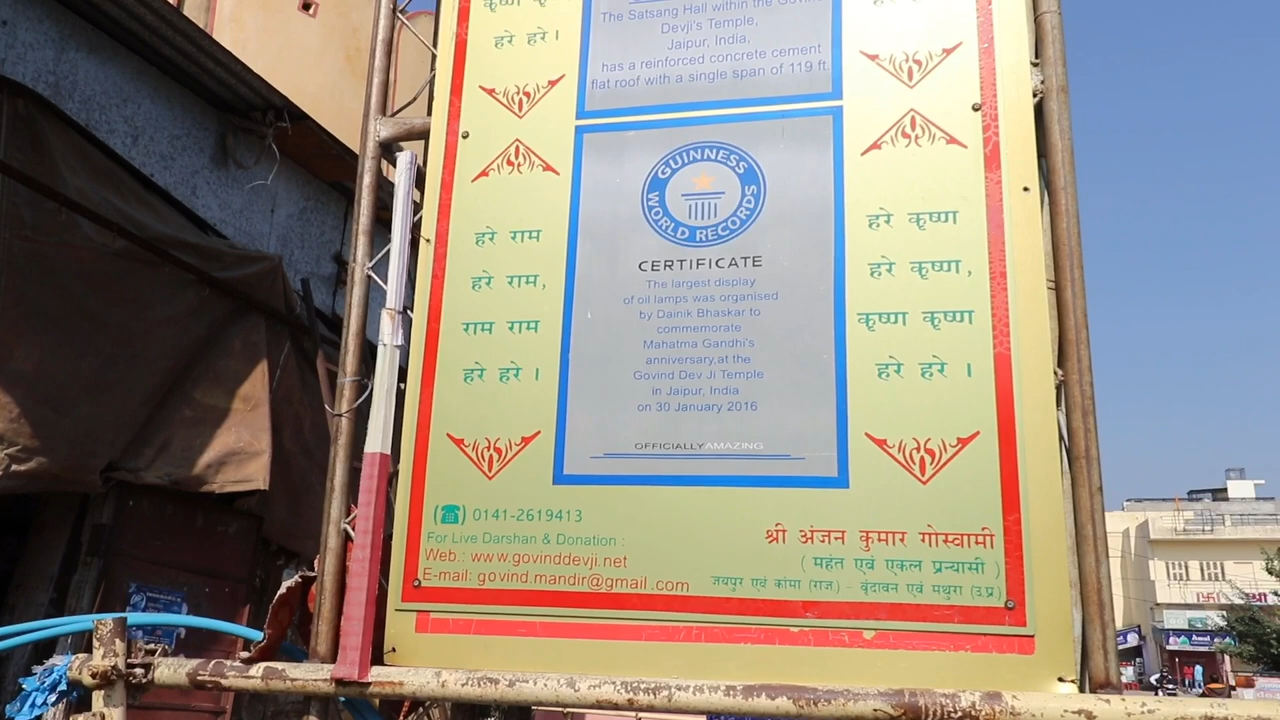 हरे हरे।
The Satsang Hall within the Govind
Devji's Temple,
Jaipur, India,
has a reinforced concrete cement
flat roof with a single span of 119 ft.
GUINNESS
WORLD RECORDS
CERTIFICATE
The largest display
of oil lamps was organised
by Dainik Bhaskar to
commemorate
Mahatma Gandhi's
anniversary,at the
Govind Dev Ji Temple
in Jaipur, India
on 30 January 2016
OFFICIALLY AMAZING
हरे राम
हरे राम,
राम राम
हरे हरे ।
हरे कृष्ण
हरे कृष्ण,
कृष्ण कृष्ण
हरे हरे ।
0141-2619413
For Live Darshan & Donation :
Web.: www.govinddevji.net
E-mail: govind.mandir@gmail.com
श्री अंजन कुमार गोस्वामी
( महंत एवं एकल प्रन्यासी )
जयपुर एवं कांमा (राज.) - वृंदावन एवं मथुरा (उ.प्र.)
Amul